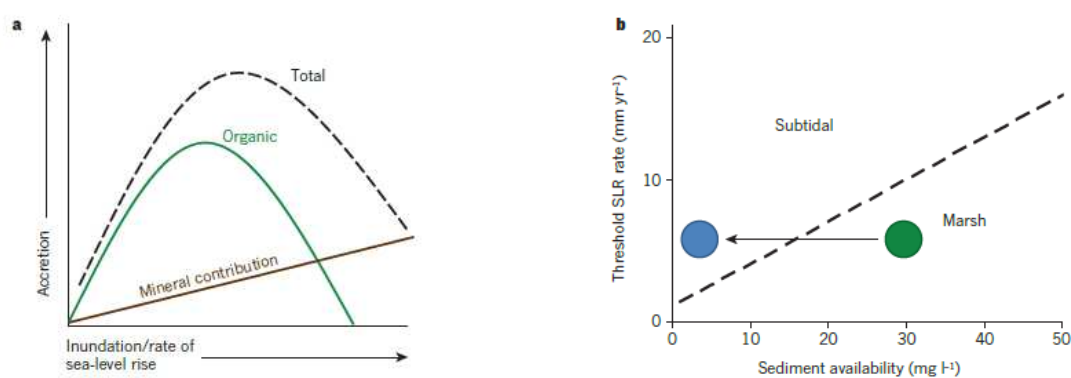 a
Total
Organic
Mineral contribution
Accretion
Inundation/rate of
sea-level rise
b
20
10
0
Threshold SLR rate (mm yr⁻¹)
Subtidal
Marsh
0 10 20 30 40 50
Sediment availability (mg l⁻¹)